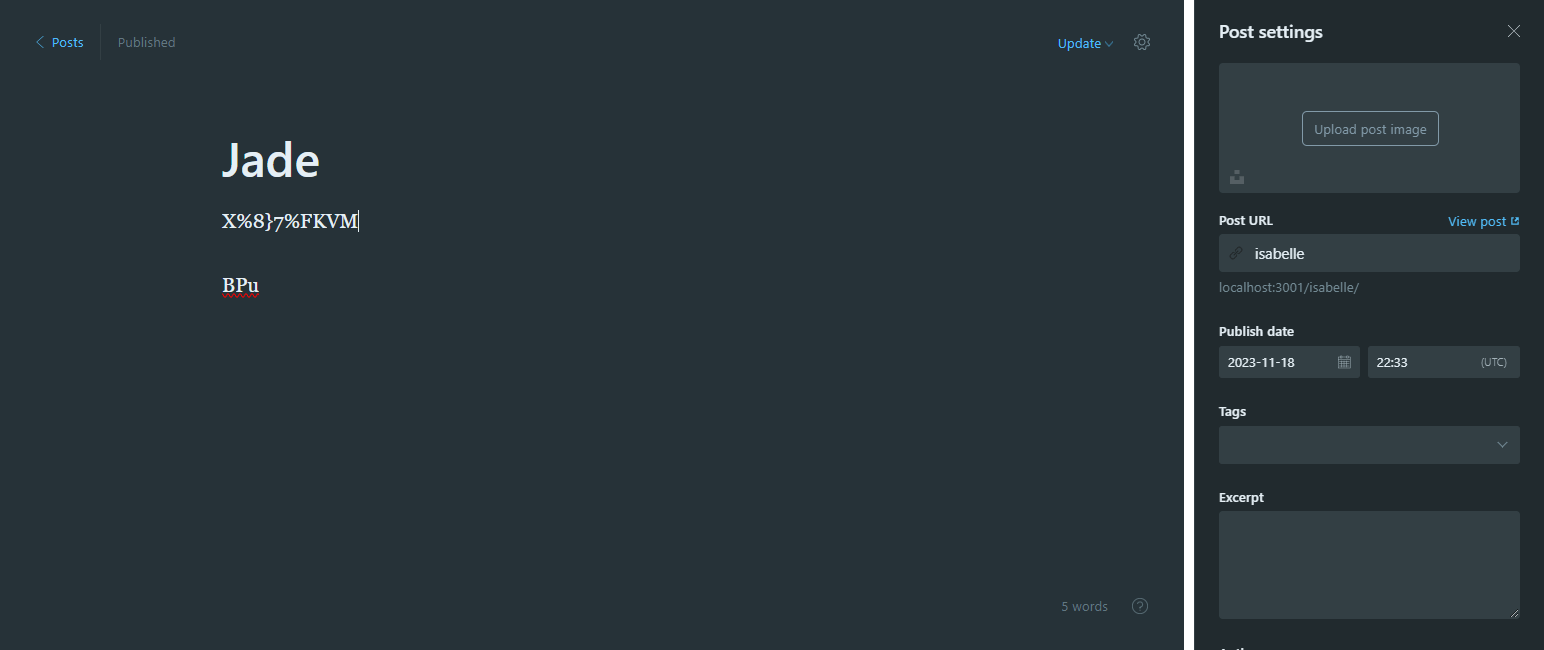 Posts
Published
Update
Jade
X%8}7%FKVM
BPu
5 words
?
Post settings
Upload post image
Post URL
View post
isabelle
localhost:3001/isabelle/
Publish date
2023-11-18
22:33
(UTC)
Tags
Excerpt